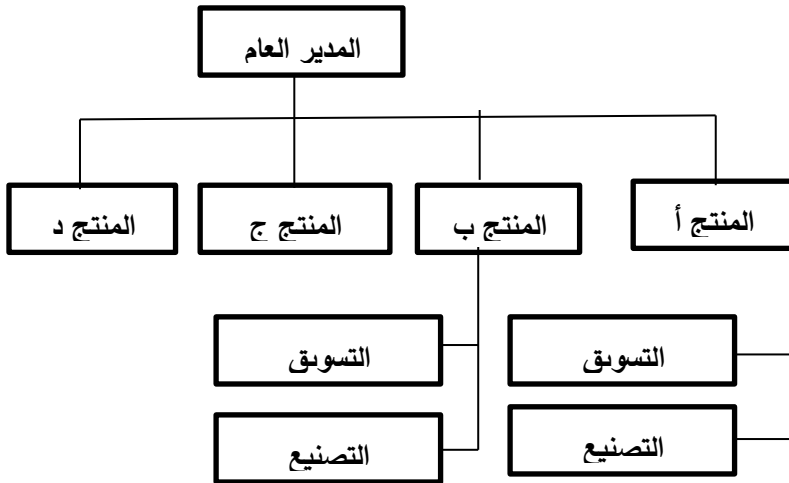 المدير العام
المنتج أ
المنتج ب
المنتج ج
المنتج د
التسويق
التسويق
التصنيع
التصنيع